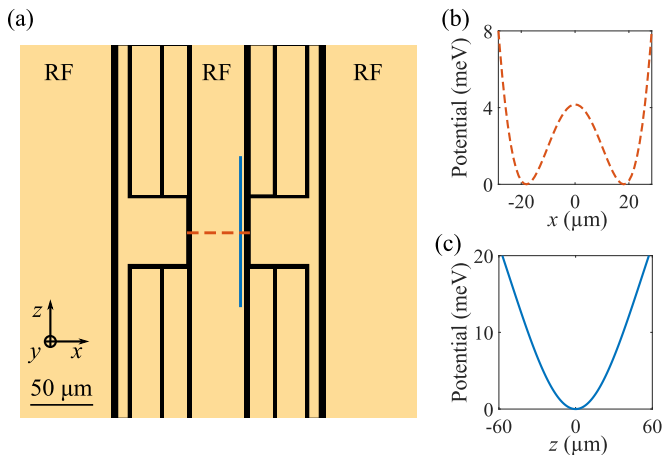 (a)
RF RF RF
z
y x
50 μm
(b)
8
4
0
Potential (meV)
-20 0 20
x (μm)
(c)
20
10
0
Potential (meV)
-60 0 60
z (μm)